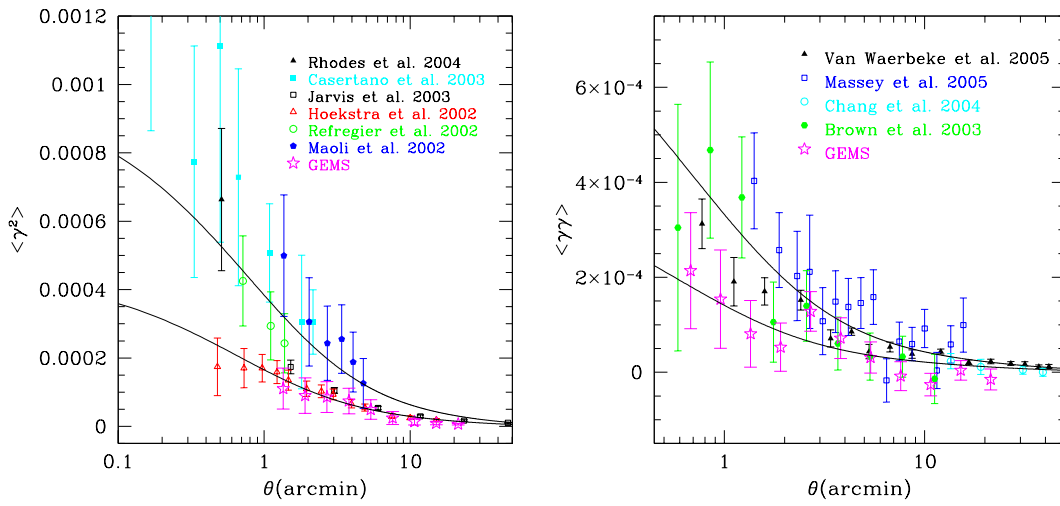 0.0012
0.001
0.0008
0.0006
0.0004
0.0002
0
<γ²>
Rhodes et al. 2004
Casertano et al. 2003
Jarvis et al. 2003
Hoekstra et al. 2002
Refregier et al. 2002
Maoli et al. 2002
GEMS
0.1
1
10
θ(arcmin)
6×10⁻⁴
4×10⁻⁴
2×10⁻⁴
0
<γγ>
Van Waerbeke et al. 2005
Massey et al. 2005
Chang et al. 2004
Brown et al. 2003
GEMS
1
10
θ(arcmin)